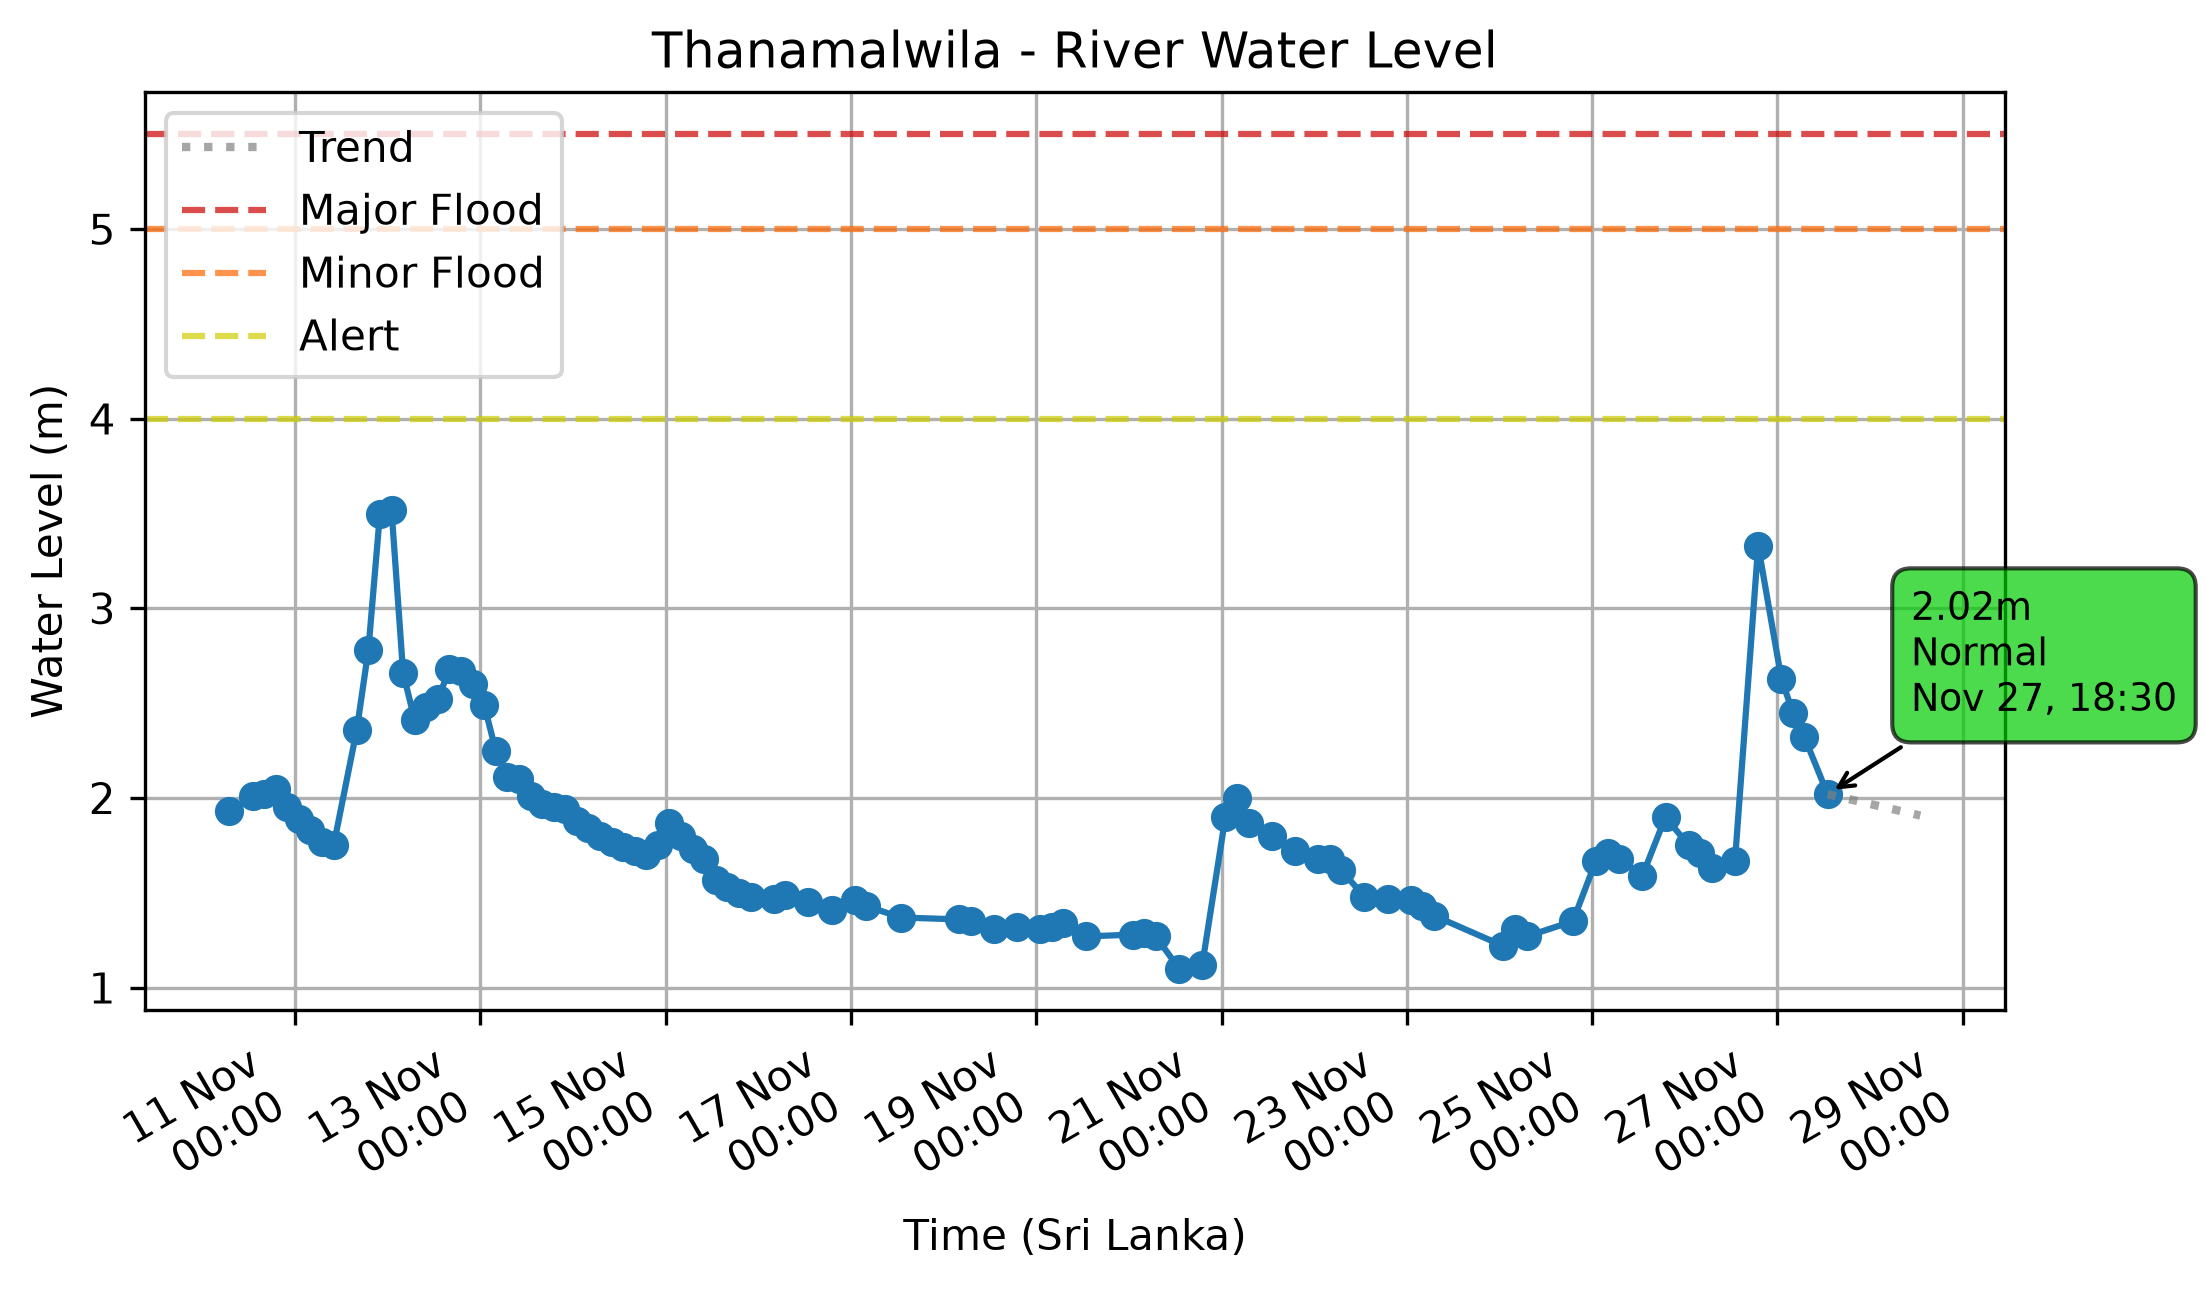 Thanamalwila - River Water Level
Trend
Major Flood
Minor Flood
Alert
5
4
3
2
1
Water Level (m)
2.02m
Normal
Nov 27, 18:30
11 Nov
00:00
13 Nov
00:00
15 Nov
00:00
17 Nov
00:00
19 Nov
00:00
21 Nov
00:00
23 Nov
00:00
25 Nov
00:00
27 Nov
00:00
29 Nov
00:00
Time (Sri Lanka)